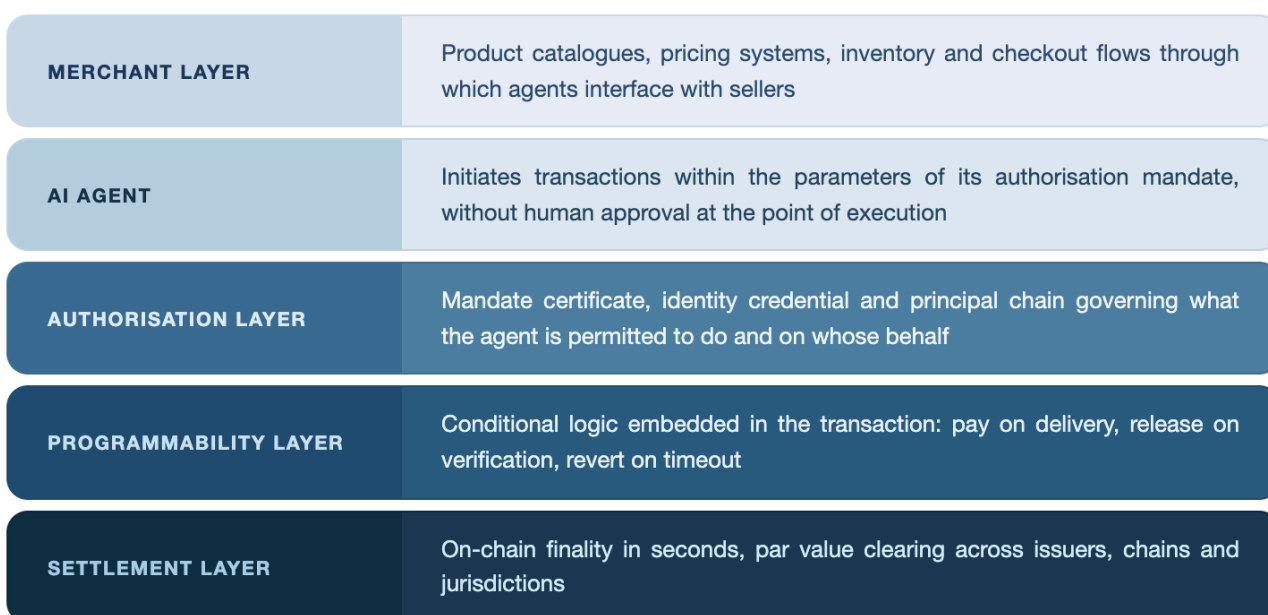 MERCHANT LAYER
Product catalogues, pricing systems, inventory and checkout flows through
which agents interface with sellers
AI AGENT
Initiates transactions within the parameters of its authorisation mandate,
without human approval at the point of execution
AUTHORISATION LAYER
Mandate certificate, identity credential and principal chain governing what
the agent is permitted to do and on whose behalf
PROGRAMMABILITY LAYER
Conditional logic embedded in the transaction: pay on delivery, release on
verification, revert on timeout
SETTLEMENT LAYER
On-chain finality in seconds, par value clearing across issuers, chains and
jurisdictions